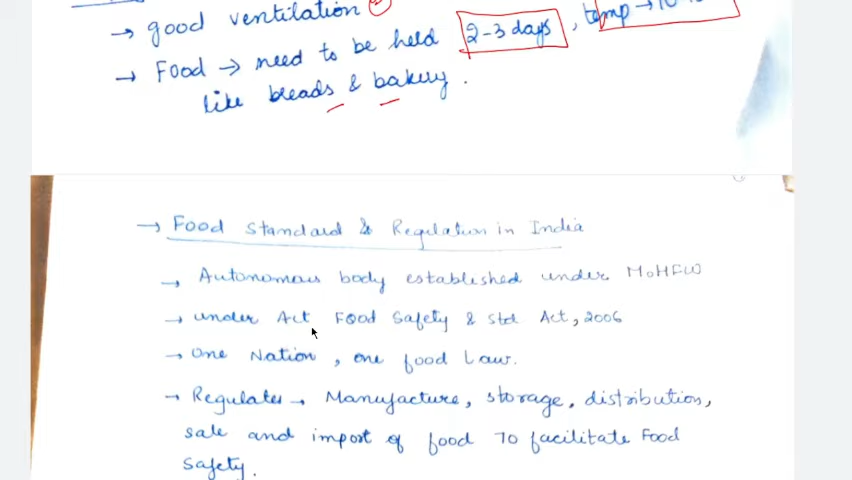 → good ventilation
→ Food → need to be held 2-3 days, temp →
like breads & bakery.
→ Food Standard & Regulation in India
→ Autonomous body established under MOHFW
→ under Act Food Safety & Std Act, 2006
→ One Nation, one food Law.
→ Regulates → Manufacture, storage, distribution,
sale and import of food To facilitate Food
Safety.